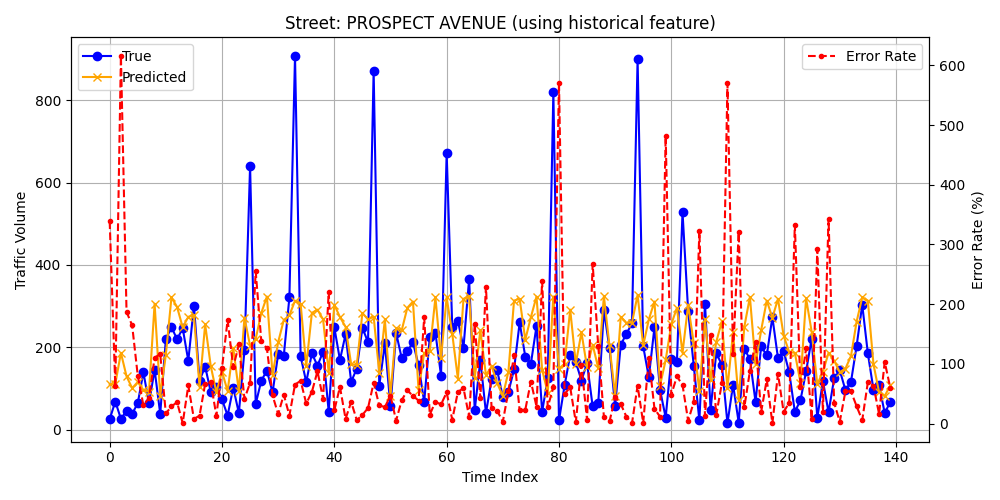 Street: PROSPECT AVENUE (using historical feature)
True
Predicted
Error Rate
800
600
400
200
0
Traffic Volume
600
500
400
300
200
100
0
Error Rate (%)
0 20 40 60 80 100 120 140
Time Index